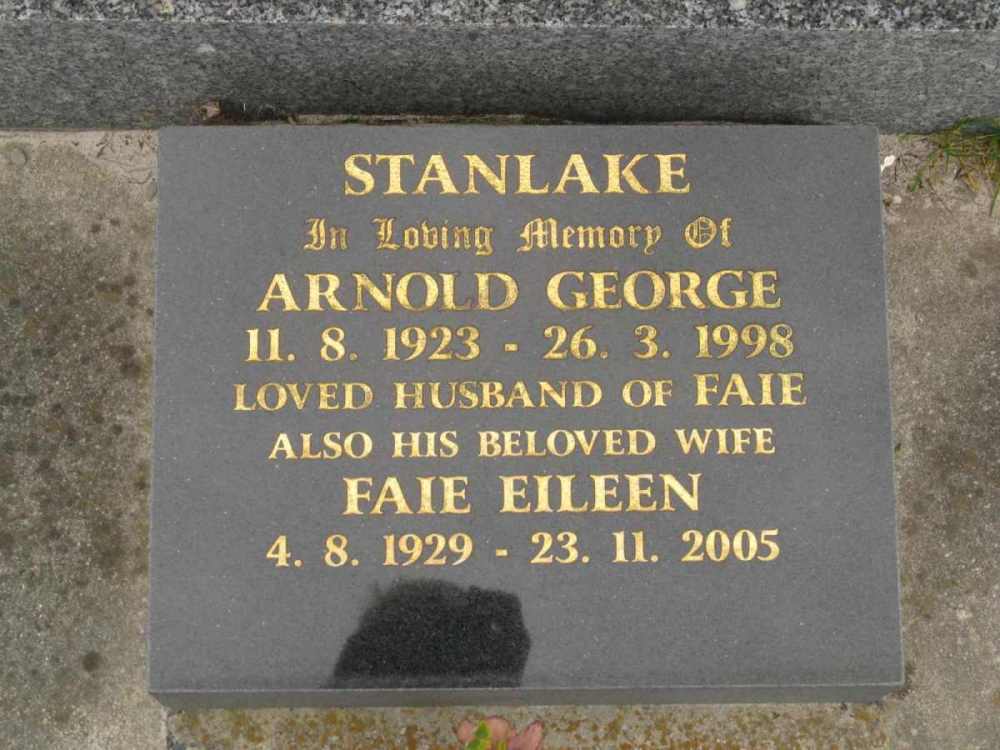 STANLAKE
In Loving Memory Of
ARNOLD GEORGE
11. 8. 1923 - 26. 3. 1998
LOVED HUSBAND OF FAIE
ALSO HIS BELOVED WIFE
FAIE EILEEN
4. 8. 1929 - 23. 11. 2005